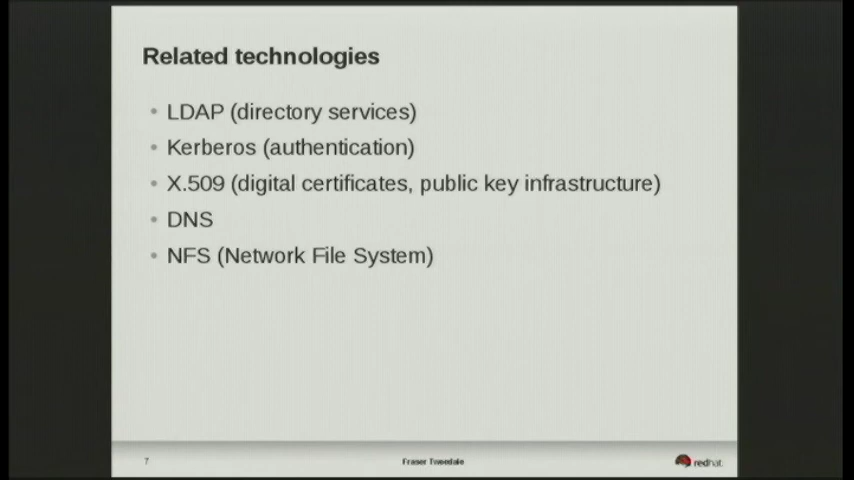 Related technologies
• LDAP (directory services)
• Kerberos (authentication)
• X.509 (digital certificates, public key infrastructure)
• DNS
• NFS (Network File System)
7
Fraser Tweedale
redhat.